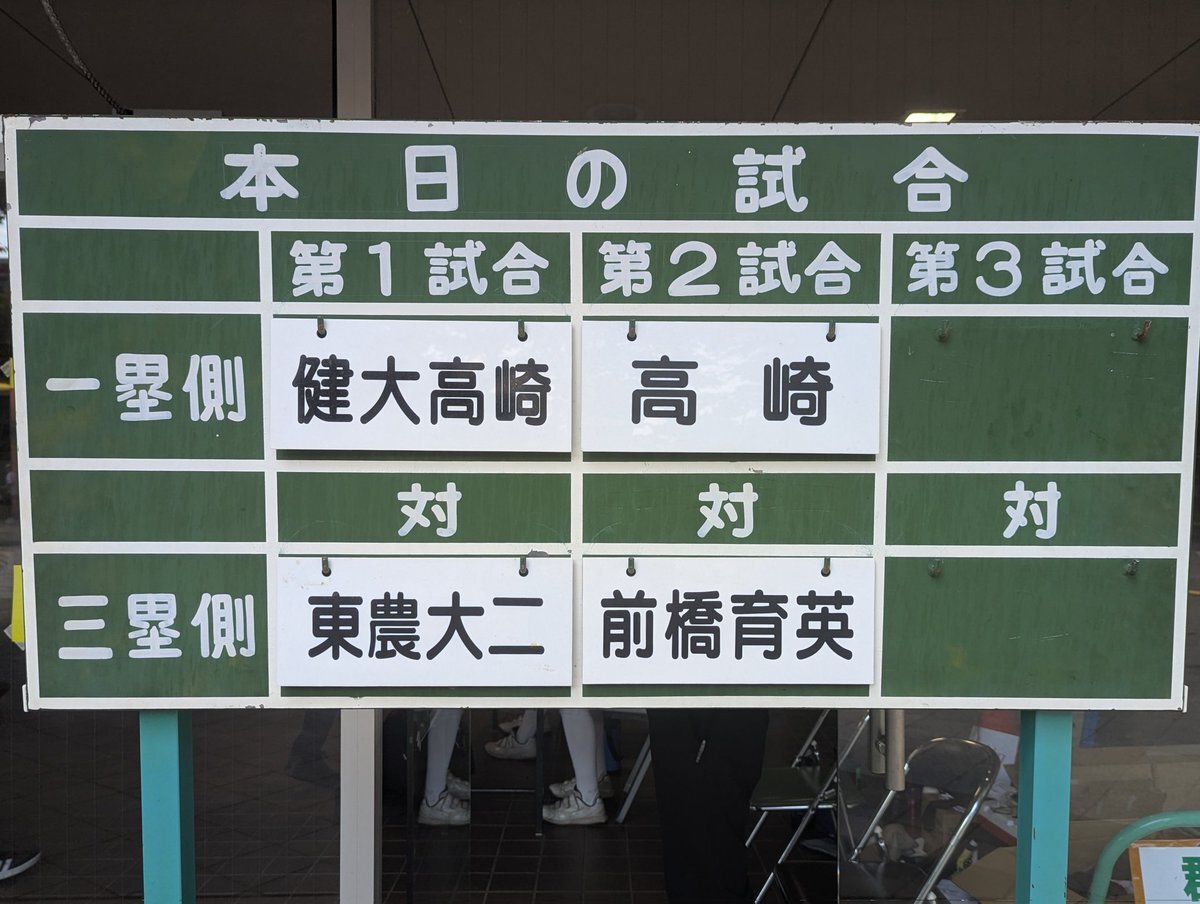 本日の試合
第1試合 第2試合 第3試合
一塁側 健大高崎 高崎
対 対 対
三塁側 東農大二 前橋育英